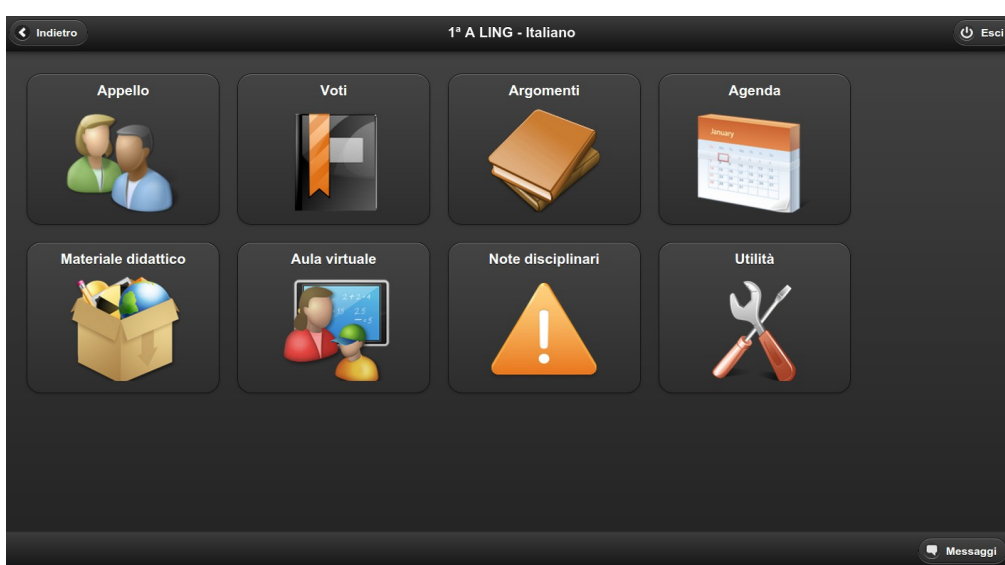 Indietro
1ª A LING - Italiano
Esci
Appello
Voti
Argomenti
Agenda
January
Materiale didattico
Aula virtuale
Note disciplinari
Utilità
Messaggi